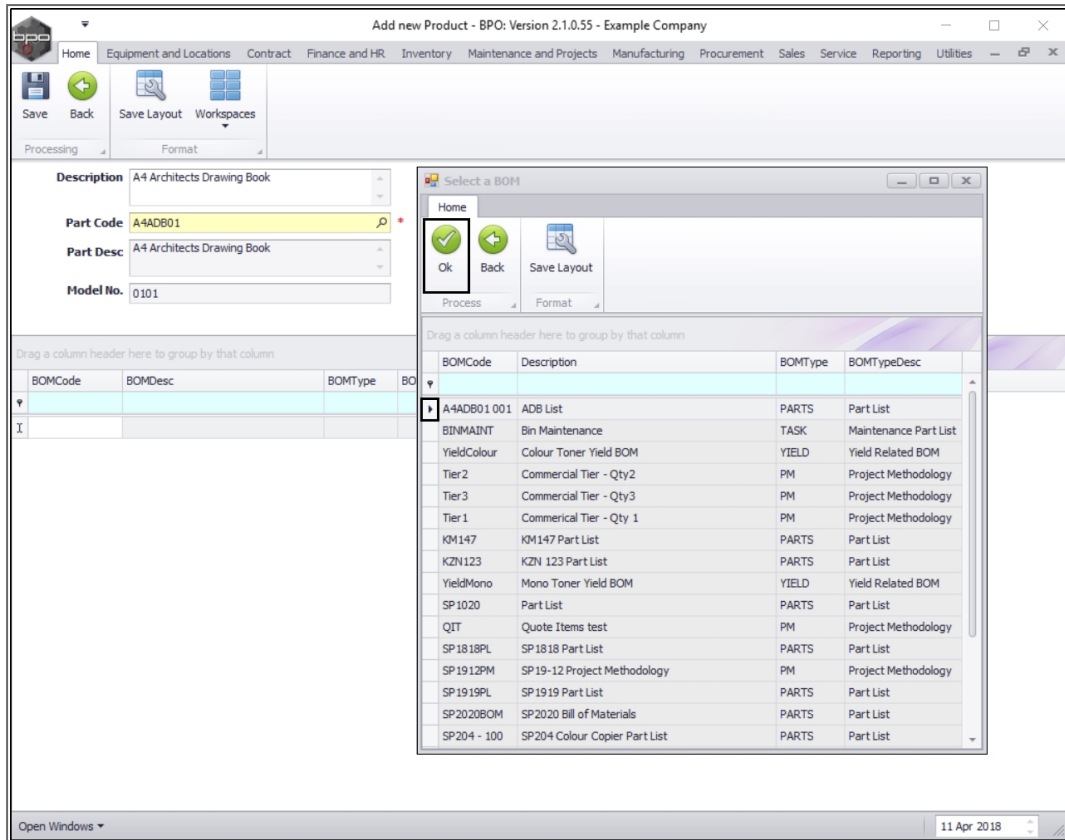 Add new Product - BPO: Version 2.1.0.55 - Example Company
bpo
Home Equipment and Locations Contract Finance and HR Inventory Maintenance and Projects Manufacturing Procurement Sales Service Reporting Utilities
Save Back Save Layout Workspaces
Processing Format
Description A4 Architects Drawing Book
Part Code A4ADB01 *
Part Desc A4 Architects Drawing Book
Model No. 0101
Drag a column header here to group by that column
BOMCode BOMDesc BOMType BO
Select a BOM
Home
Ok Back Save Layout
Process Format
Drag a column header here to group by that column
BOMCode Description BOMType BOMTypeDesc
A4ADB01 001 ADB List PARTS Part List
BINMAINT Bin Maintenance TASK Maintenance Part List
YieldColour Colour Toner Yield BOM YIELD Yield Related BOM
Tier2 Commercial Tier - Qty2 PM Project Methodology
Tier3 Commercial Tier - Qty3 PM Project Methodology
Tier1 Commerical Tier - Qty 1 PM Project Methodology
KM147 KM147 Part List PARTS Part List
KZN123 KZN 123 Part List PARTS Part List
YieldMono Mono Toner Yield BOM YIELD Yield Related BOM
SP1020 Part List PARTS Part List
QIT Quote Items test PM Project Methodology
SP1818PL SP1818 Part List PARTS Part List
SP1912PM SP19-12 Project Methodology PM Project Methodology
SP1919PL SP1919 Part List PARTS Part List
SP2020BOM SP2020 Bill of Materials PARTS Part List
SP204 - 100 SP204 Colour Copier Part List PARTS Part List
Open Windows 11 Apr 2018